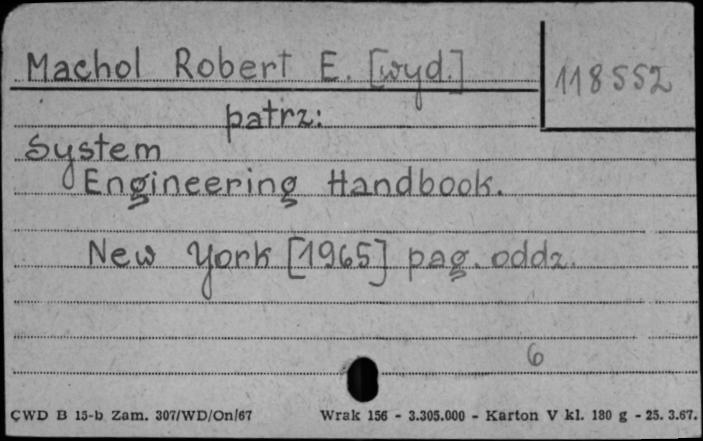 Machol Robert E. [wyd.]
118552
patrz:
System
Engineering Handbook.
New York [1965] pag. oddz.
6
CWD B 15-b Zam. 307/WD/On/67 Wrak 156 - 3.305.000 - Karton V kl. 180 g - 25. 3.67.